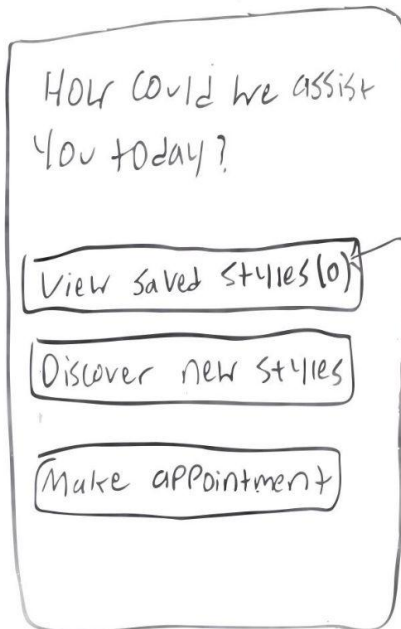 How could we assist
you today?
View saved styles (0)
Discover new styles
Make appointment